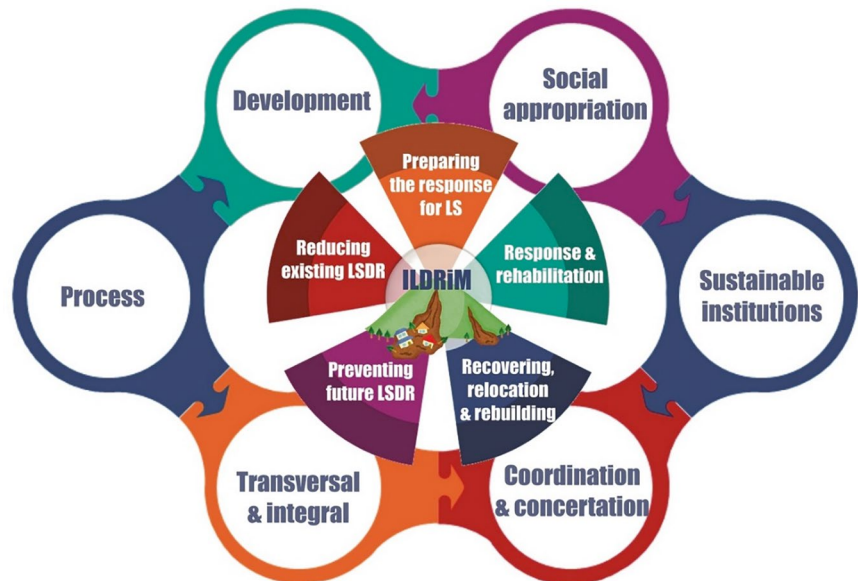 Development
Social
appropriation
Preparing
the response
for LS
Reducing
existing LSDR
Response &
rehabilitation
ILDRiM
Process
Sustainable
institutions
Preventing
future LSDR
Recovering,
relocation
& rebuilding
Transversal
& integral
Coordination
& concertation